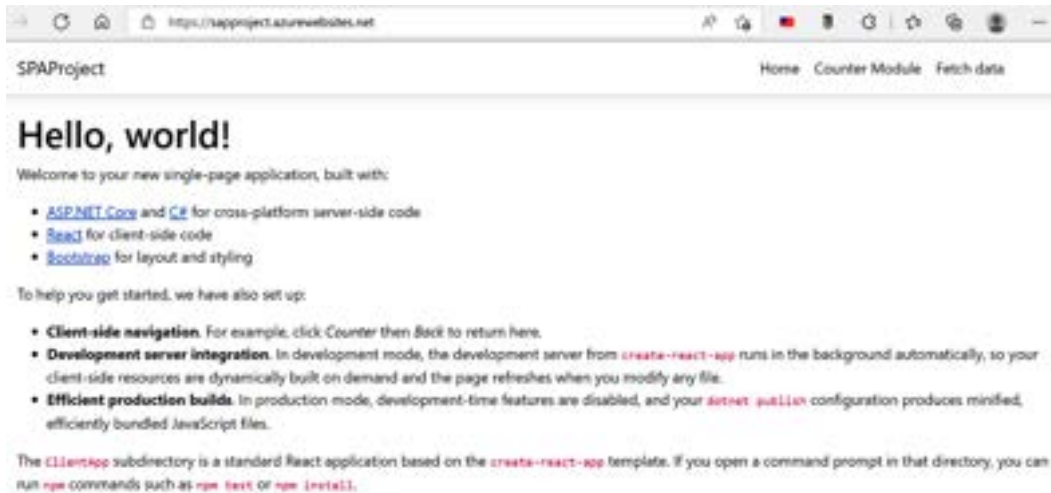 https://sapproject.azurewebsites.net
SPAProject Home Counter Module Fetch data
Hello, world!
Welcome to your new single-page application, built with:
• ASP.NET Core and C# for cross-platform server-side code
• React for client-side code
• Bootstrap for layout and styling
To help you get started, we have also set up:
• Client-side navigation. For example, click Counter then Back to return here.
• Development server integration. In development mode, the development server from create-react-app runs in the background automatically, so your
client-side resources are dynamically built on demand and the page refreshes when you modify any file.
• Efficient production builds. In production mode, development-time features are disabled, and your dotnet publish configuration produces minified,
efficiently bundled JavaScript files.
The ClientApp subdirectory is a standard React application based on the create-react-app template. If you open a command prompt in that directory, you can
run npm commands such as npm test or npm install.